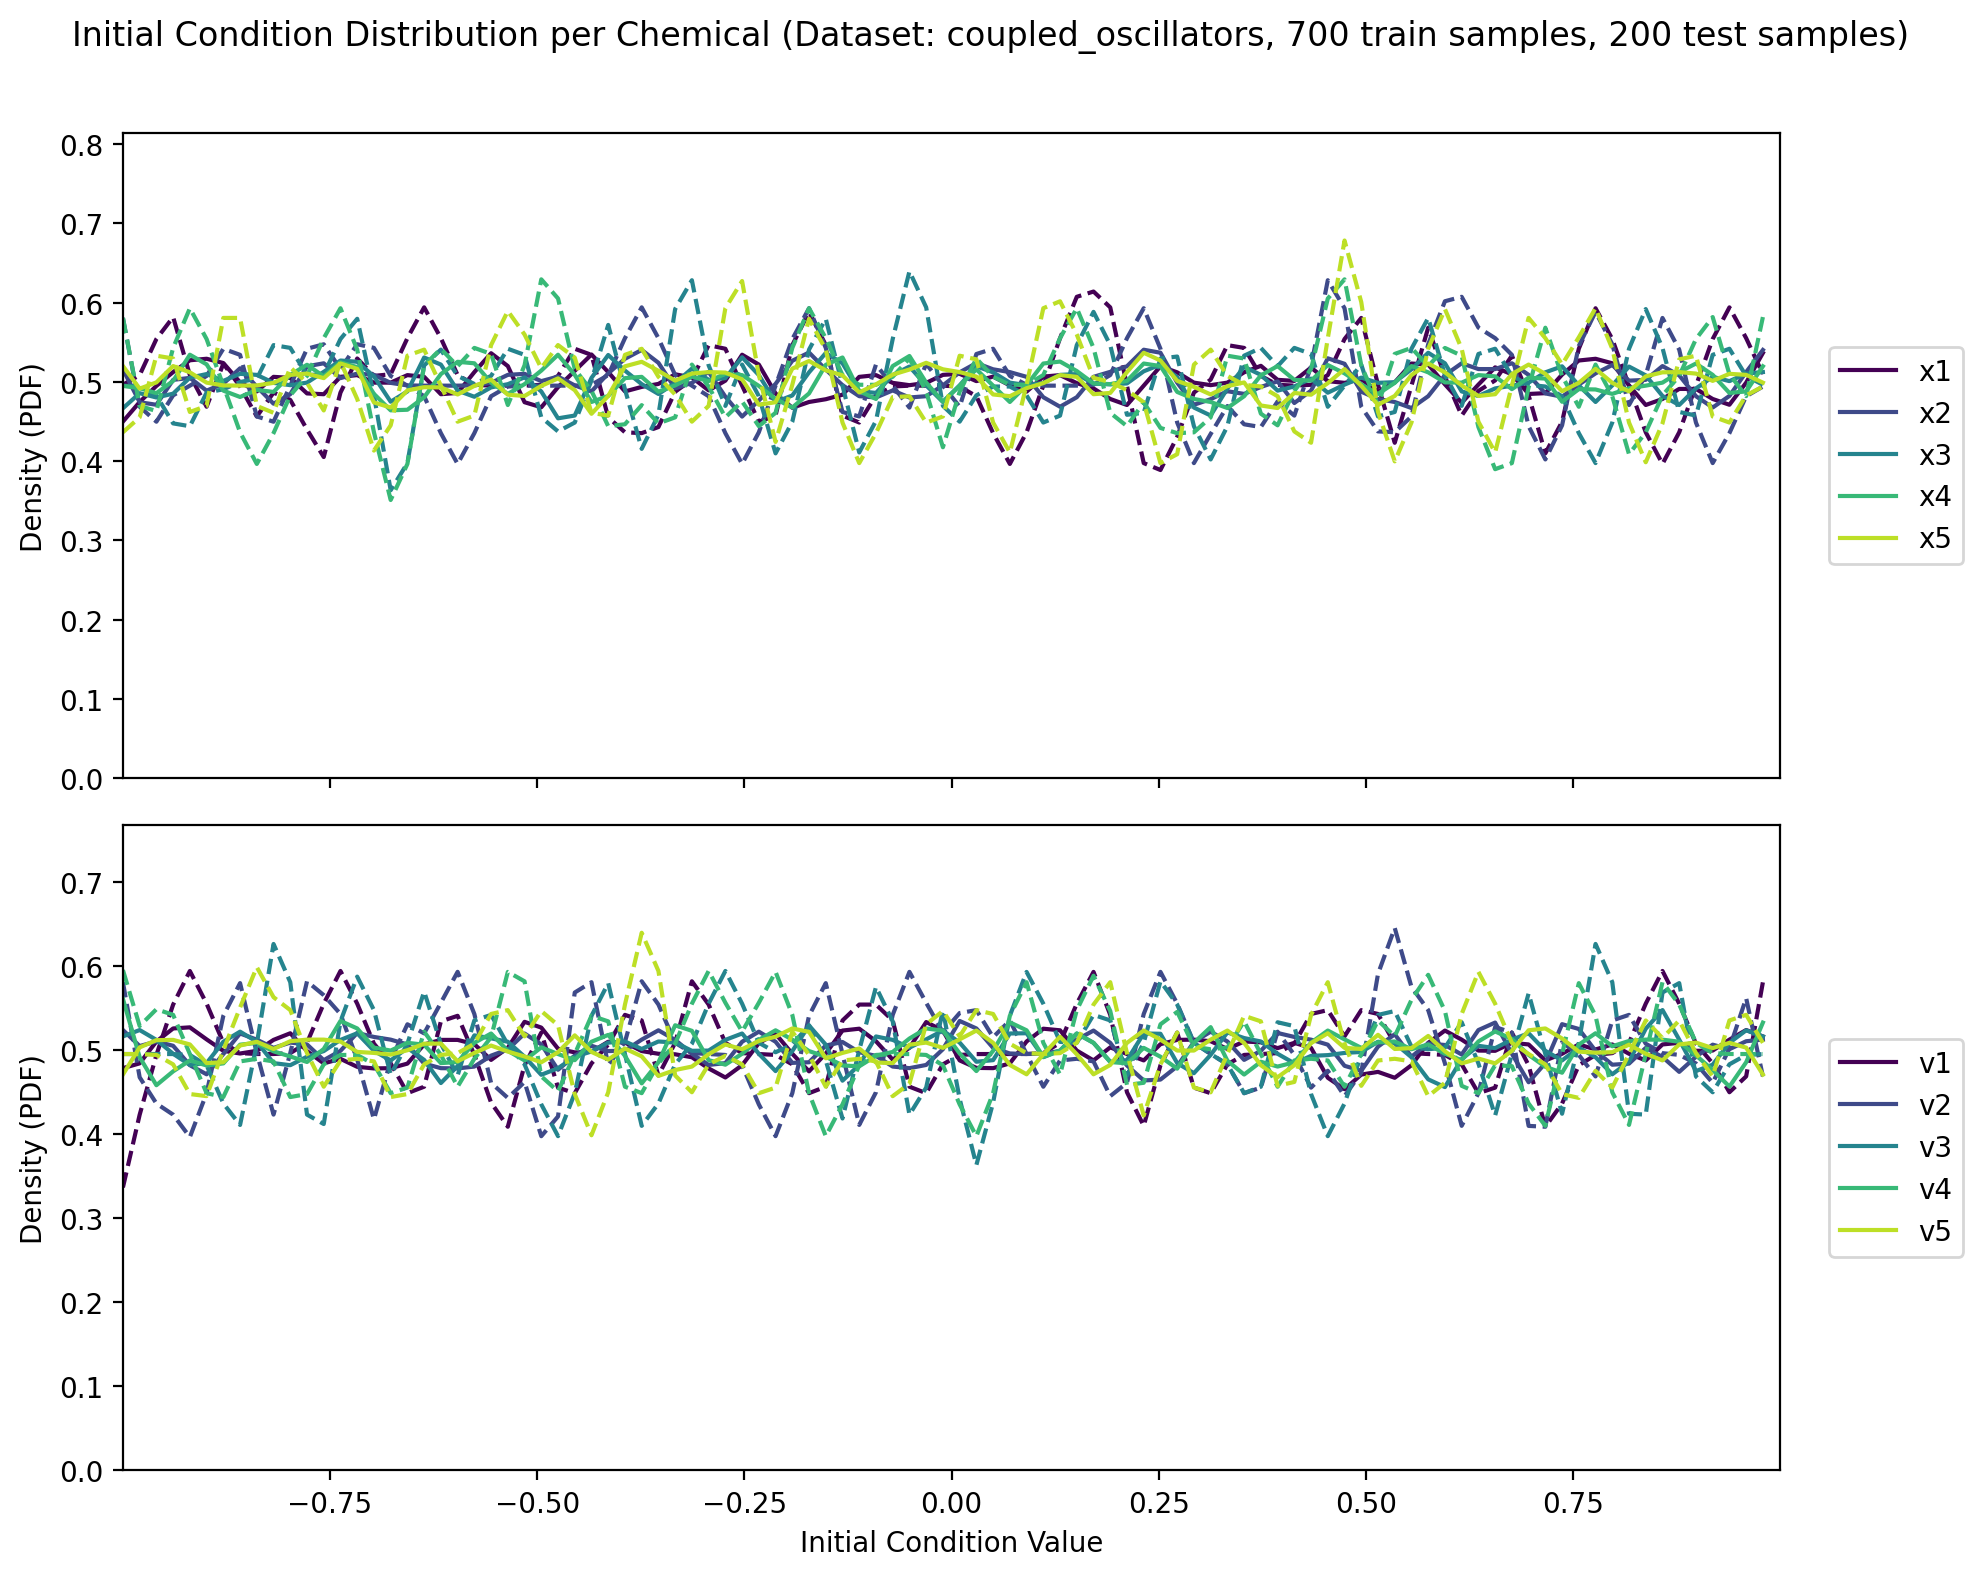 Initial Condition Distribution per Chemical (Dataset: coupled_oscillators, 700 train samples, 200 test samples)
0.8
0.7
0.6
0.5
0.4
0.3
0.2
0.1
0.0
Density (PDF)
x1
x2
x3
x4
x5
0.7
0.6
0.5
0.4
0.3
0.2
0.1
0.0
Density (PDF)
v1
v2
v3
v4
v5
−0.75 −0.50 −0.25 0.00 0.25 0.50 0.75
Initial Condition Value